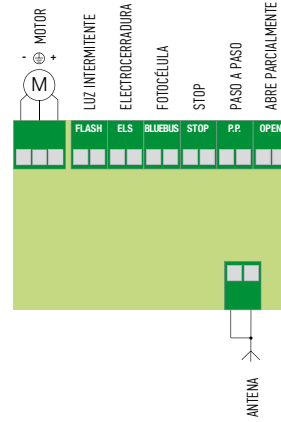 MOTOR
- +
M
LUZ INTERMITENTE
ELECTROCERRADURA
FOTOCÉLULA
STOP
PASO A PASO
ABRE PARCIALMENTE
FLASH
ELS
BLUEBUS
STOP
P.P.
OPEN
ANTENA